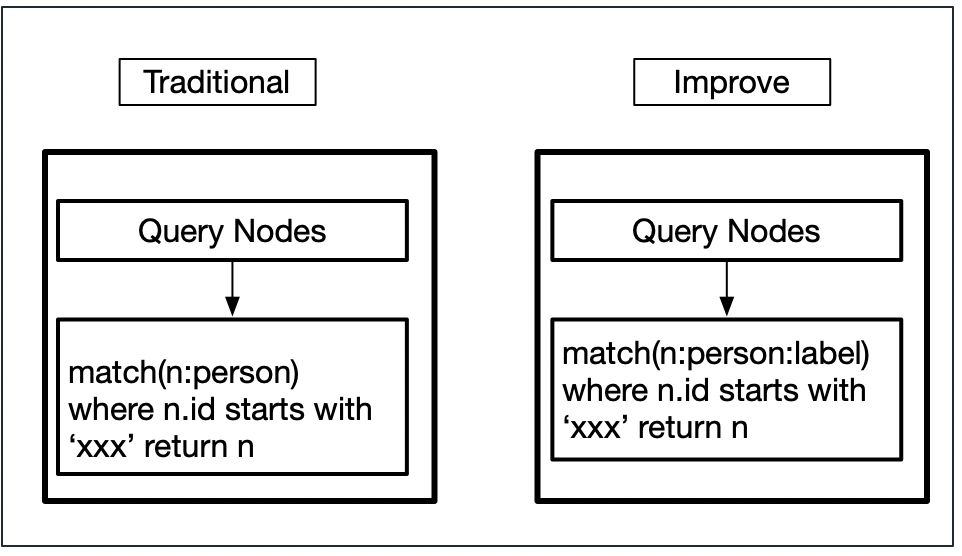 Traditional
Improve
Query Nodes
match(n:person)
where n.id starts with
‘xxx’ return n
Query Nodes
match(n:person:label)
where n.id starts with
‘xxx’ return n